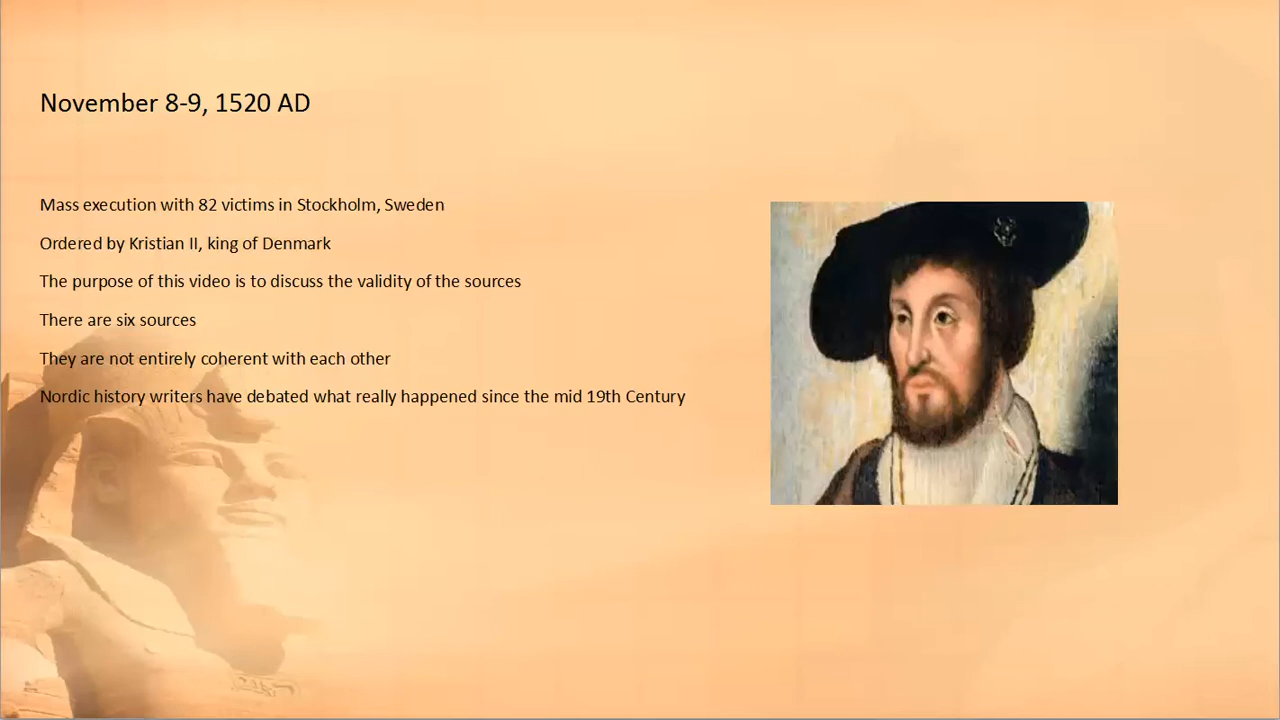 November 8-9, 1520 AD
Mass execution with 82 victims in Stockholm, Sweden
Ordered by Kristian II, king of Denmark
The purpose of this video is to discuss the validity of the sources
There are six sources
They are not entirely coherent with each other
Nordic history writers have debated what really happened since the mid 19th Century